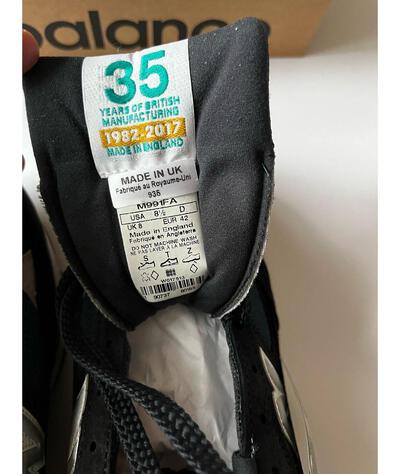 balance
35
YEARS OF BRITISH
MANUFACTURING
1982-2017
MADE IN ENGLAND
MADE IN UK
Fabriqué au Royaume-Uni
935
M991FA
USA 8½ D
UK 8 EUR 42
Made in England
Fabriqué en Angleterre
DO NOT MACHINE WASH
NE PAS LAVER A LA MACHINE
S T Z
90737